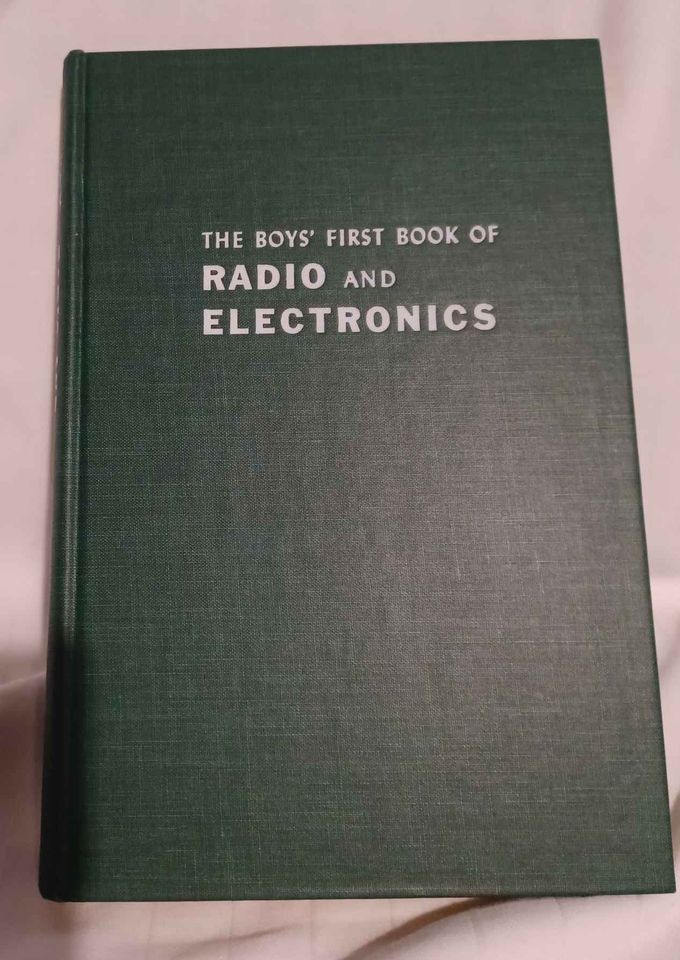 THE BOYS' FIRST BOOK OF
RADIO AND
ELECTRONICS